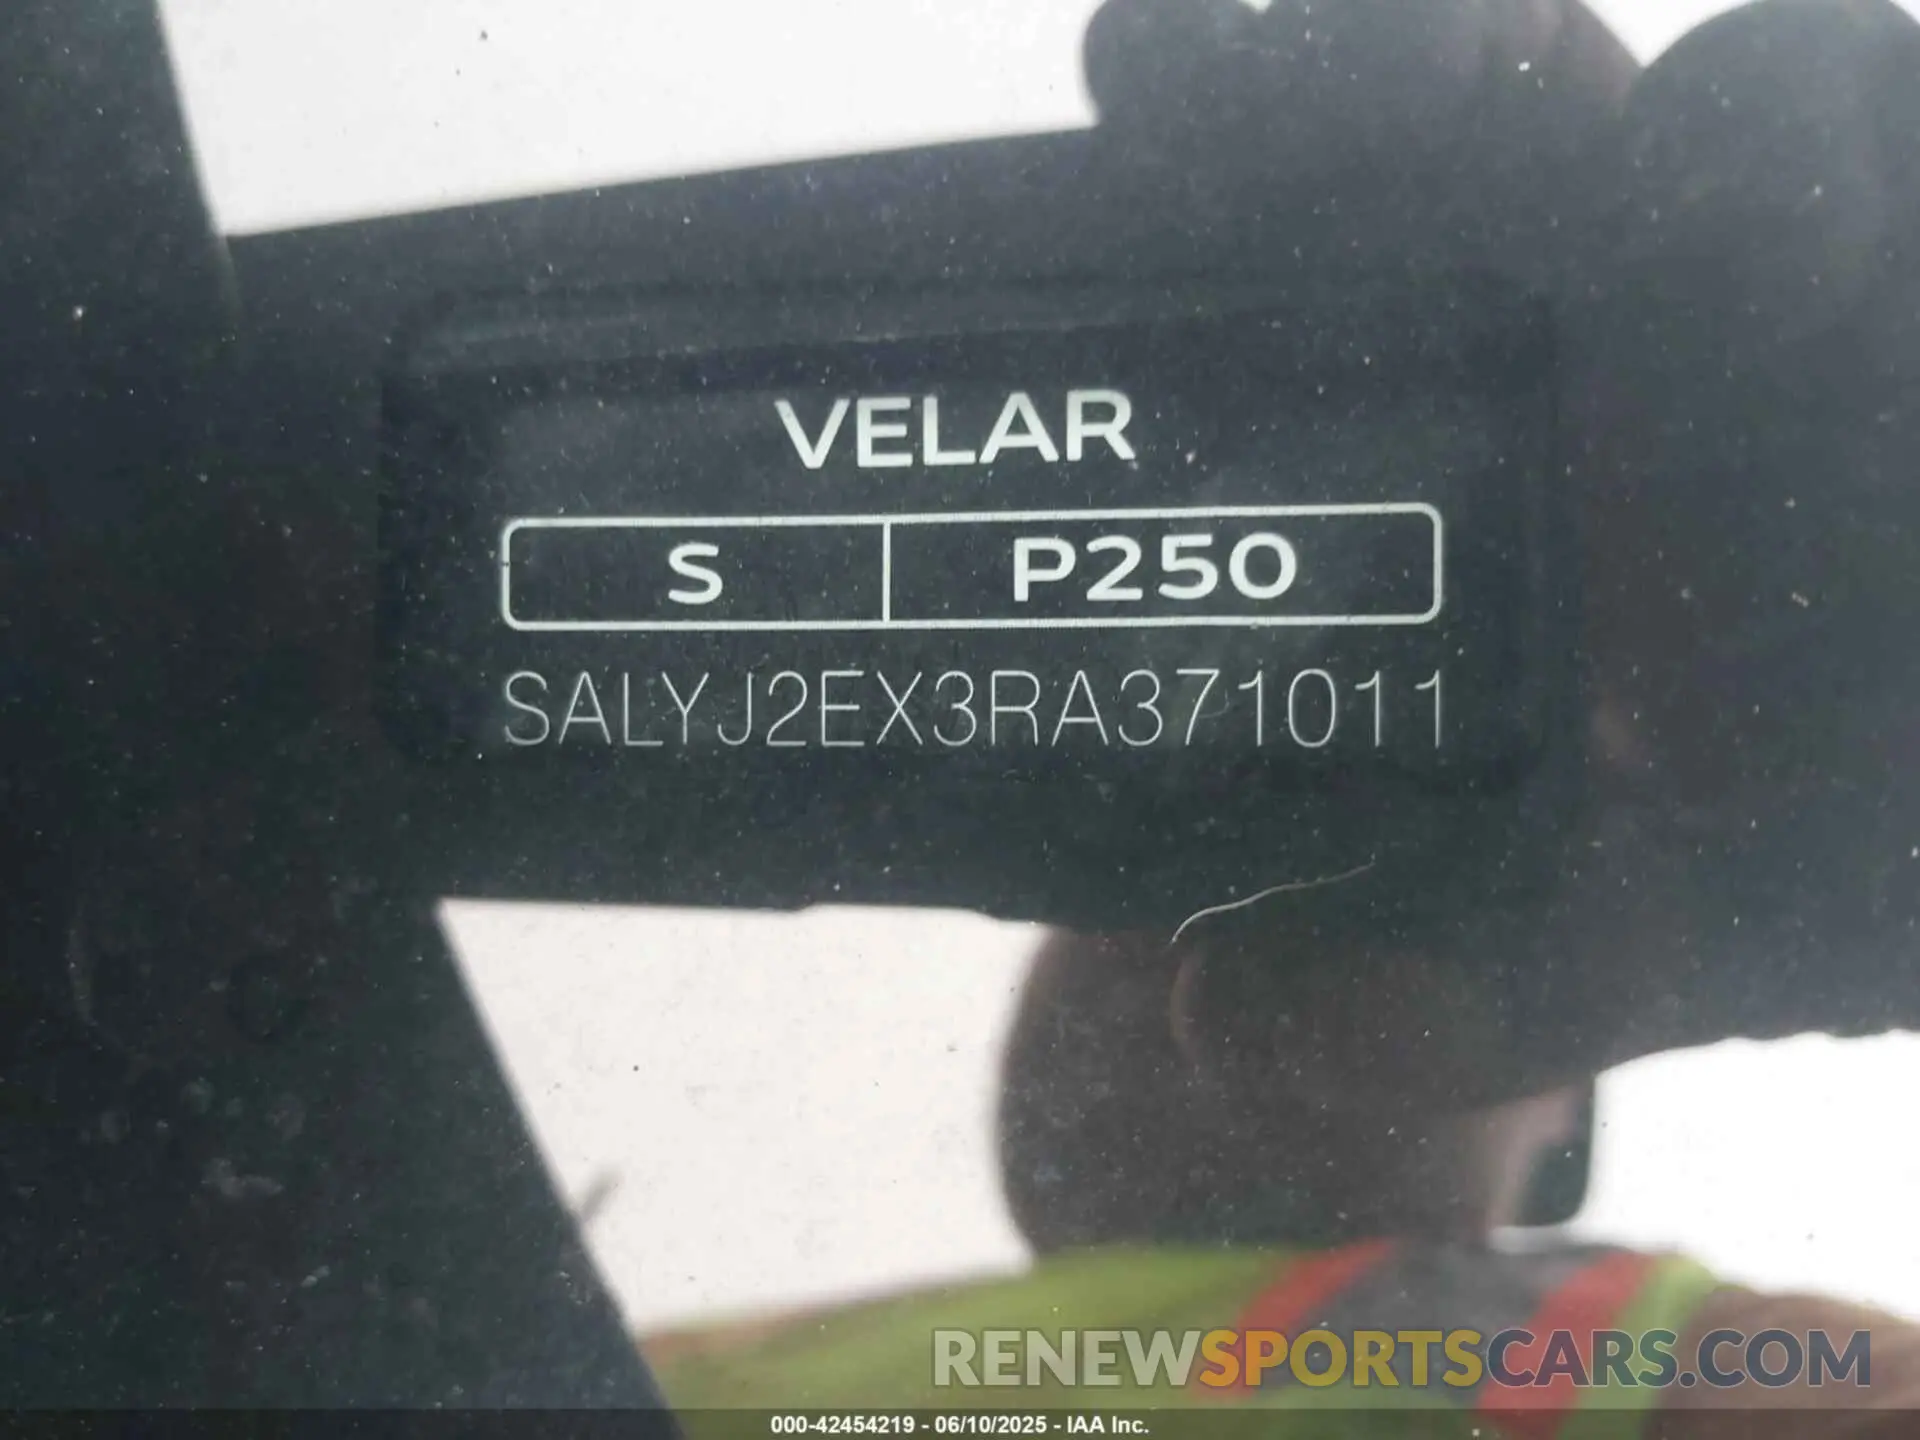 VELAR
S P250
SALYJ2EX3RA371011
RENEWSPORTSCARS.COM
000-42454219 - 06/10/2025 - IAA Inc.